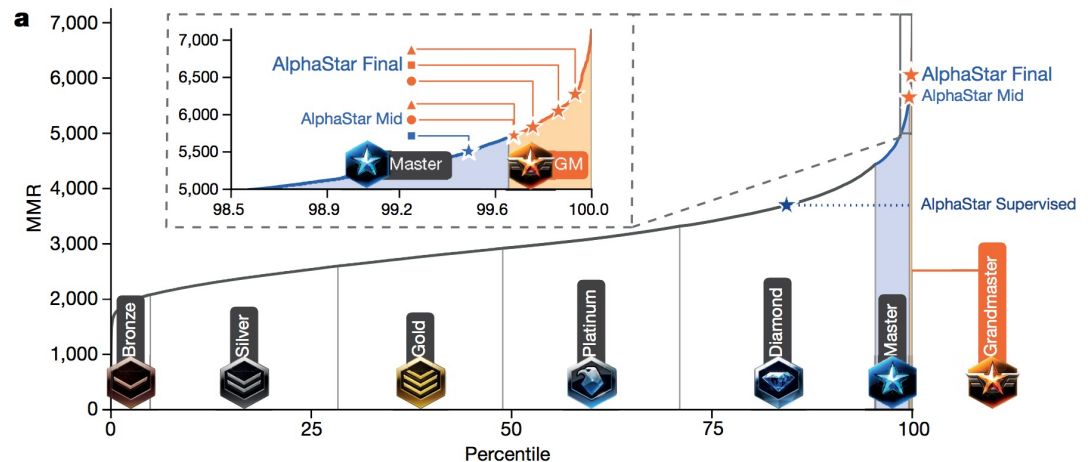 a
7,000
6,000
5,000
4,000
3,000
2,000
1,000
0
MMR
7,000
6,500
6,000
5,500
5,000
AlphaStar Final
AlphaStar Mid
Master
GM
98.5
98.9
99.2
99.6
100.0
AlphaStar Final
AlphaStar Mid
AlphaStar Supervised
Bronze
Silver
Gold
Platinum
Diamond
Master
Grandmaster
0
25
50
75
100
Percentile